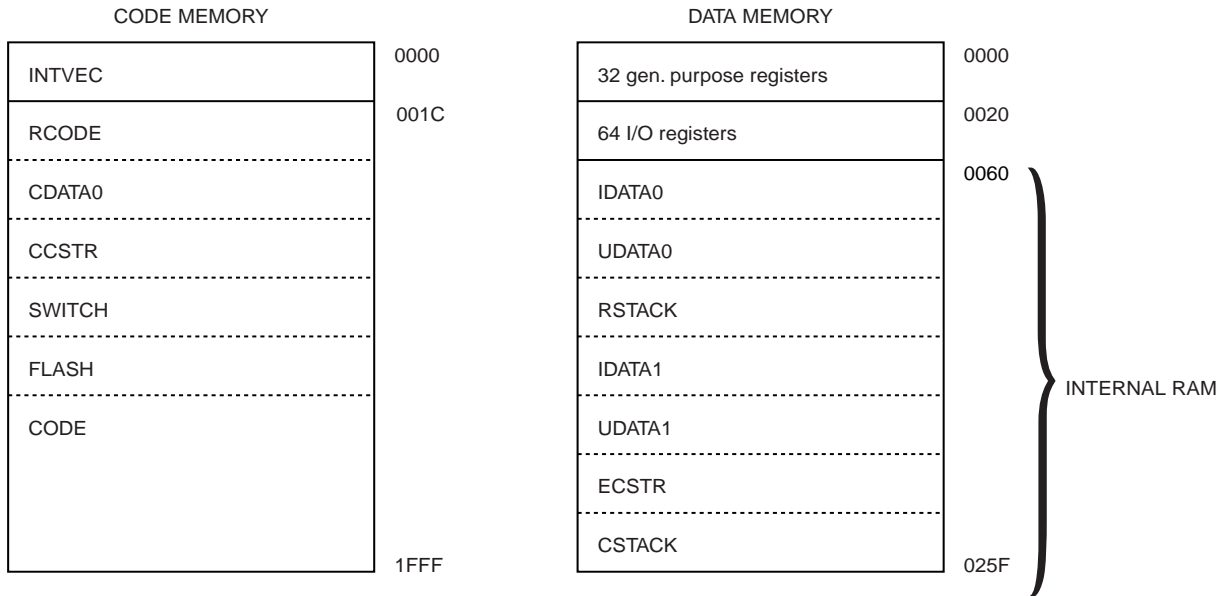 CODE MEMORY
INTVEC
0000
001C
RCODE
CDATA0
CCSTR
SWITCH
FLASH
CODE
1FFF
DATA MEMORY
32 gen. purpose registers
0000
0020
64 I/O registers
0060
IDATA0
UDATA0
RSTACK
IDATA1
UDATA1
ECSTR
CSTACK
025F
INTERNAL RAM